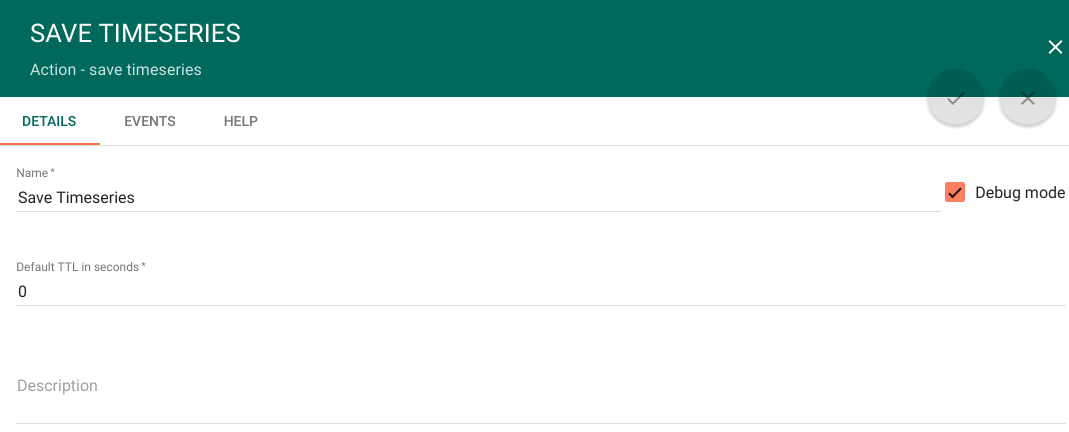 SAVE TIMESERIES
Action - save timeseries
DETAILS EVENTS HELP
Name *
Save Timeseries
Debug mode
Default TTL in seconds *
0
Description